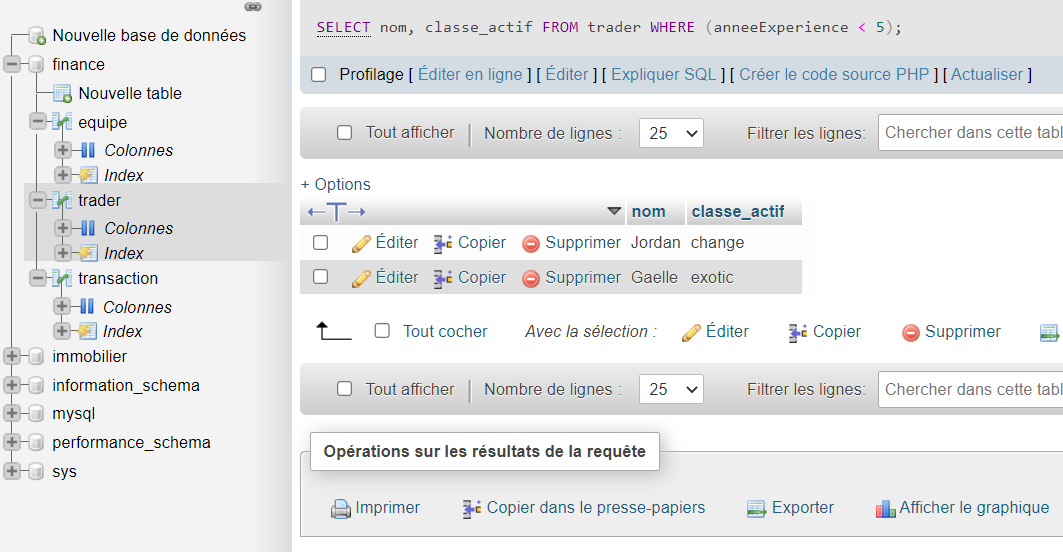 Nouvelle base de données
finance
Nouvelle table
equipe
Colonnes
Index
trader
Colonnes
Index
transaction
Colonnes
Index
immobilier
information_schema
mysql
performance_schema
sys
SELECT nom, classe_actif FROM trader WHERE (anneeExperience < 5);
Profilage [ Éditer en ligne ] [ Éditer ] [ Expliquer SQL ] [ Créer le code source PHP ] [ Actualiser ]
Tout afficher | Nombre de lignes : 25 Filtrer les lignes: Chercher dans cette tabl
+ Options
←T→ nom classe_actif
Éditer Copier Supprimer Jordan change
Éditer Copier Supprimer Gaelle exotic
Tout cocher Avec la sélection : Éditer Copier Supprimer
Tout afficher | Nombre de lignes : 25 Filtrer les lignes: Chercher dans cette tabl
Opérations sur les résultats de la requête
Imprimer Copier dans le presse-papiers Exporter Afficher le graphique